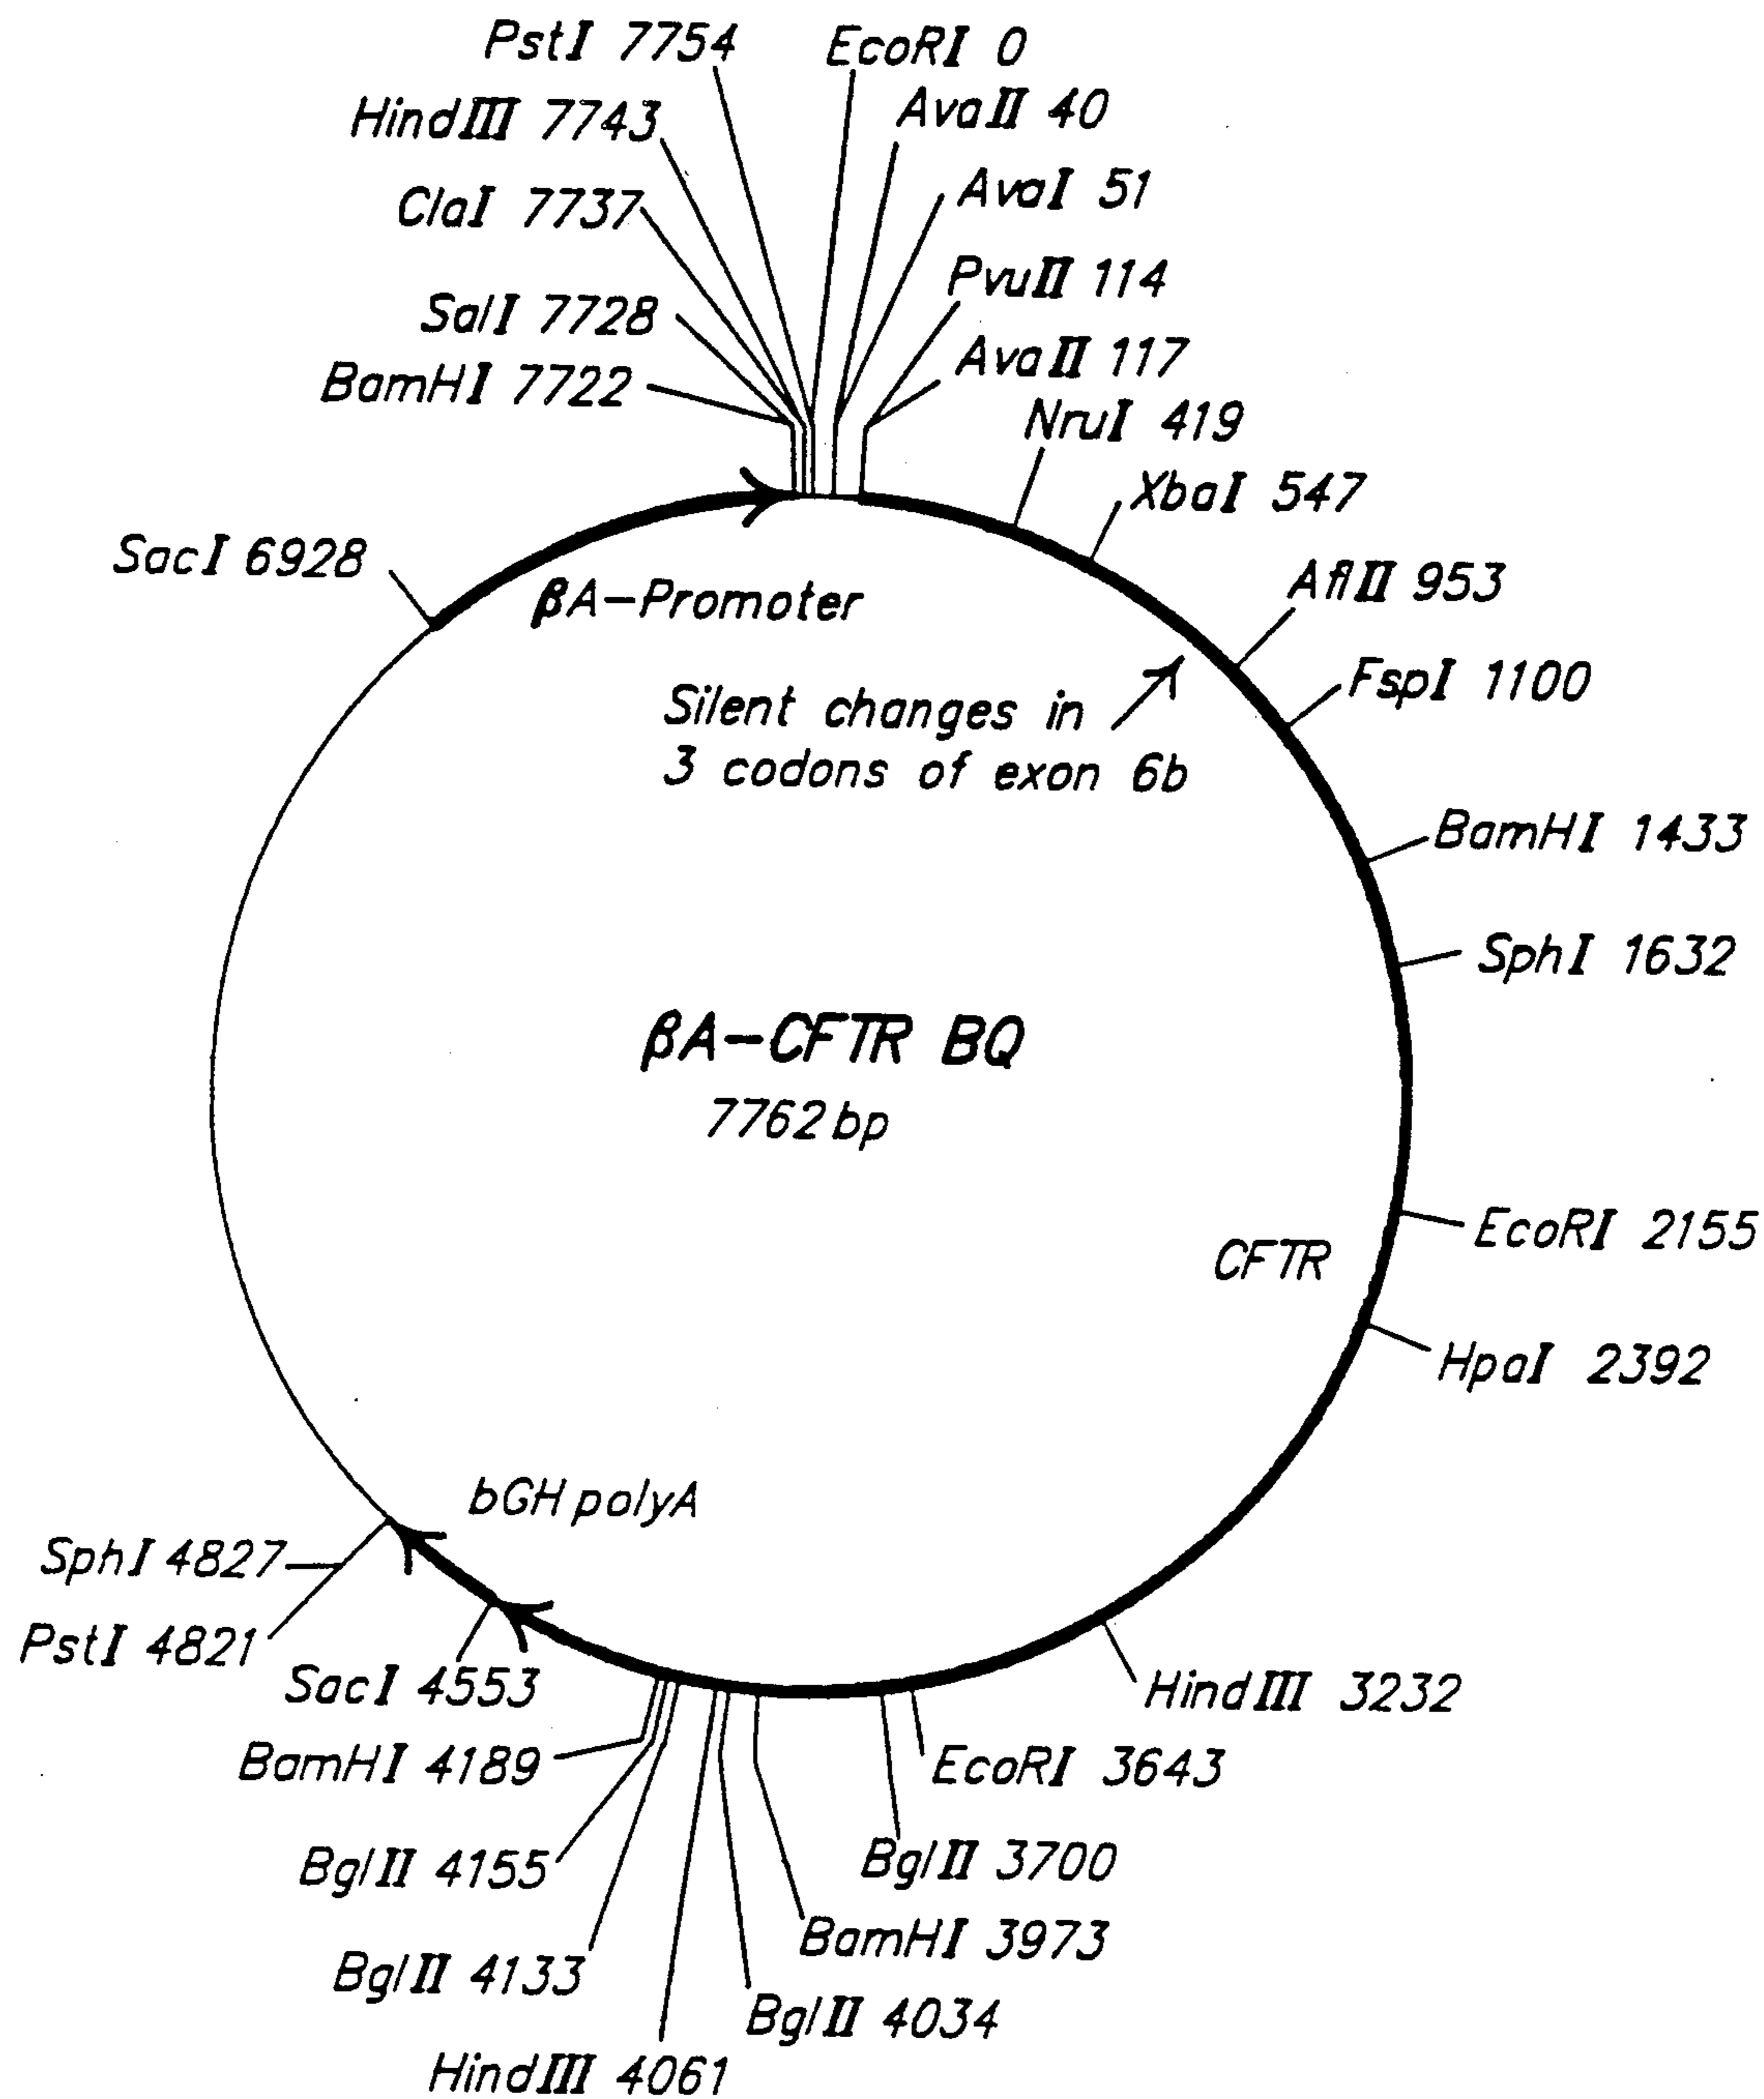 PstI 7754
EcoRI 0
HindIII 7743
AvaII 40
ClaI 7737
AvaI 51
SalI 7728
PvuII 114
BamHI 7722
AvaII 117
NruI 419
XbaI 547
SacI 6928
βA-Promoter
AflII 953
FspI 1100
Silent changes in
3 codons of exon 6b
BamHI 1433
SphI 1632
βA-CFTR BQ
7762bp
EcoRI 2155
CFTR
HpaI 2392
bGH polyA
SphI 4827
PstI 4821
SacI 4553
HindIII 3232
BamHI 4189
EcoRI 3643
BglII 4155
BglII 3700
BglII 4133
BamHI 3973
BglII 4034
HindIII 4061